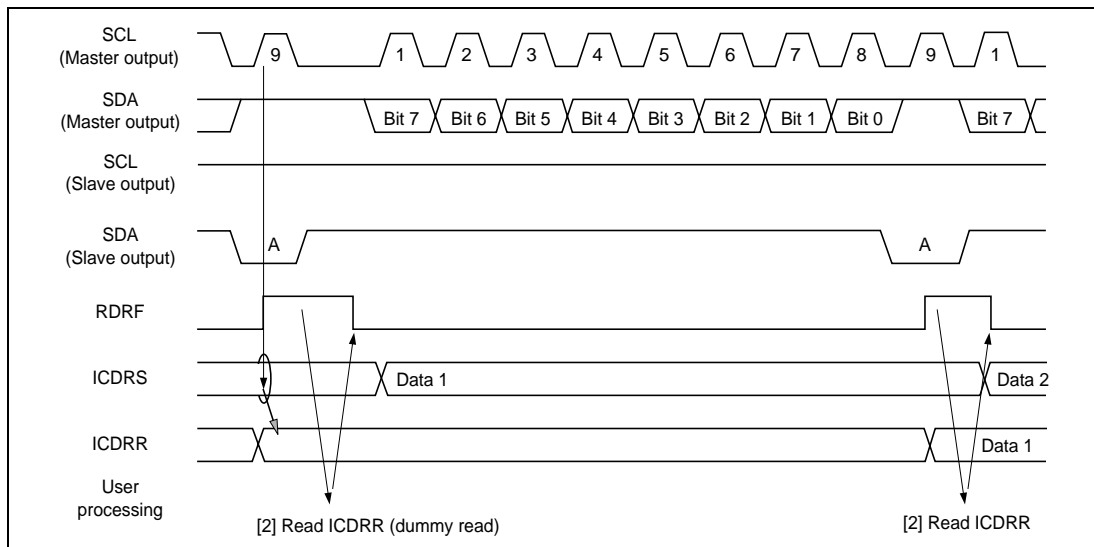 SCL
(Master output)
9 1 2 3 4 5 6 7 8 9 1
SDA
(Master output)
Bit 7 Bit 6 Bit 5 Bit 4 Bit 3 Bit 2 Bit 1 Bit 0 Bit 7
SCL
(Slave output)
SDA
(Slave output)
A A
RDRF
ICDRS
Data 1 Data 2
ICDRR
Data 1
User
processing
[2] Read ICDRR (dummy read) [2] Read ICDRR